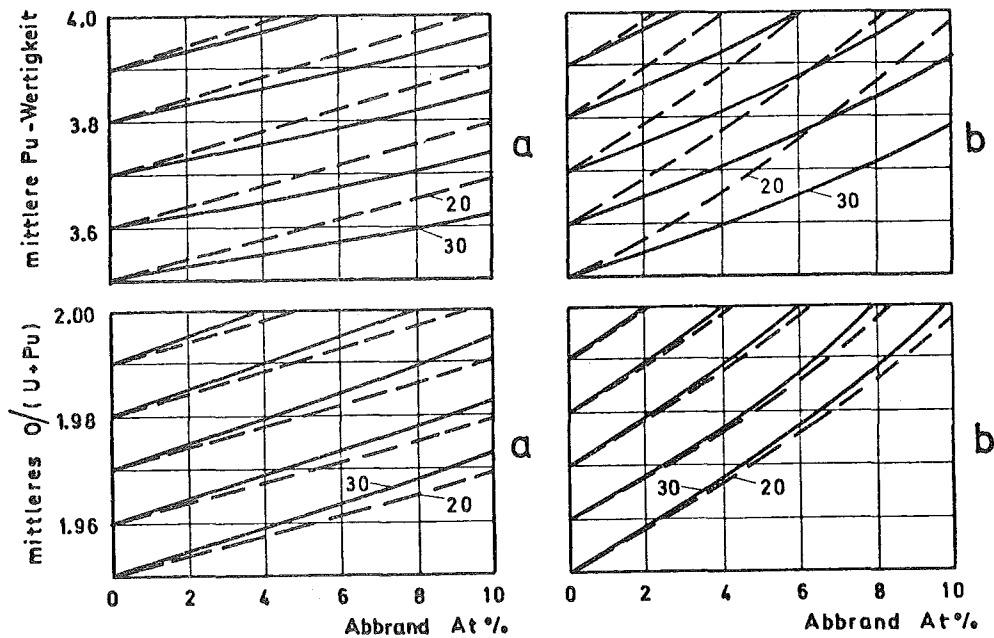 mittlere Pu-Wertigkeit
4,0
3.8
3.6
20
30
a
20
30
b
mittleres O/(U+Pu)
2.00
1.98
1.96
30
20
a
30
20
b
0 2 4 6 8 10
Abbrand At%
0 2 4 6 8 10
Abbrand At%